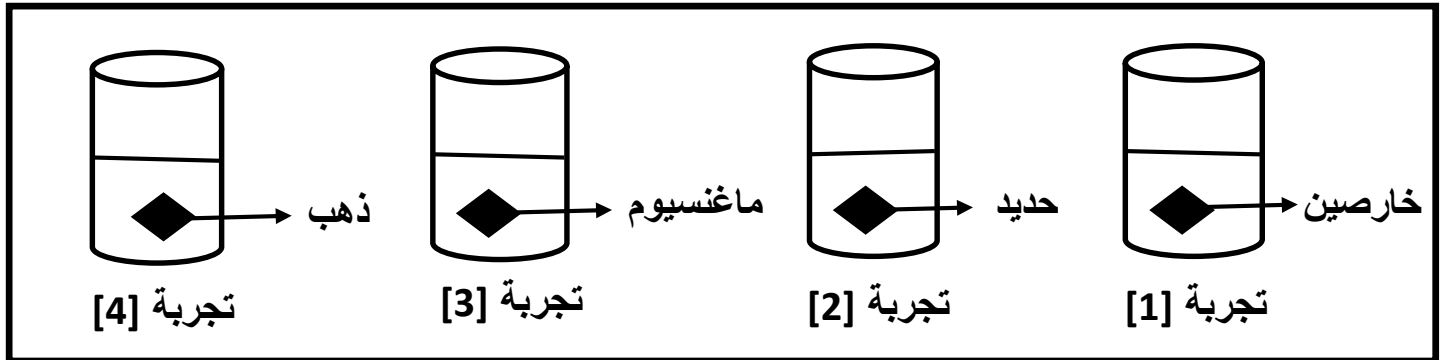 خارصين
حديد
ماغنسيوم
ذهب
تجربة [1]
تجربة [2]
تجربة [3]
تجربة [4]